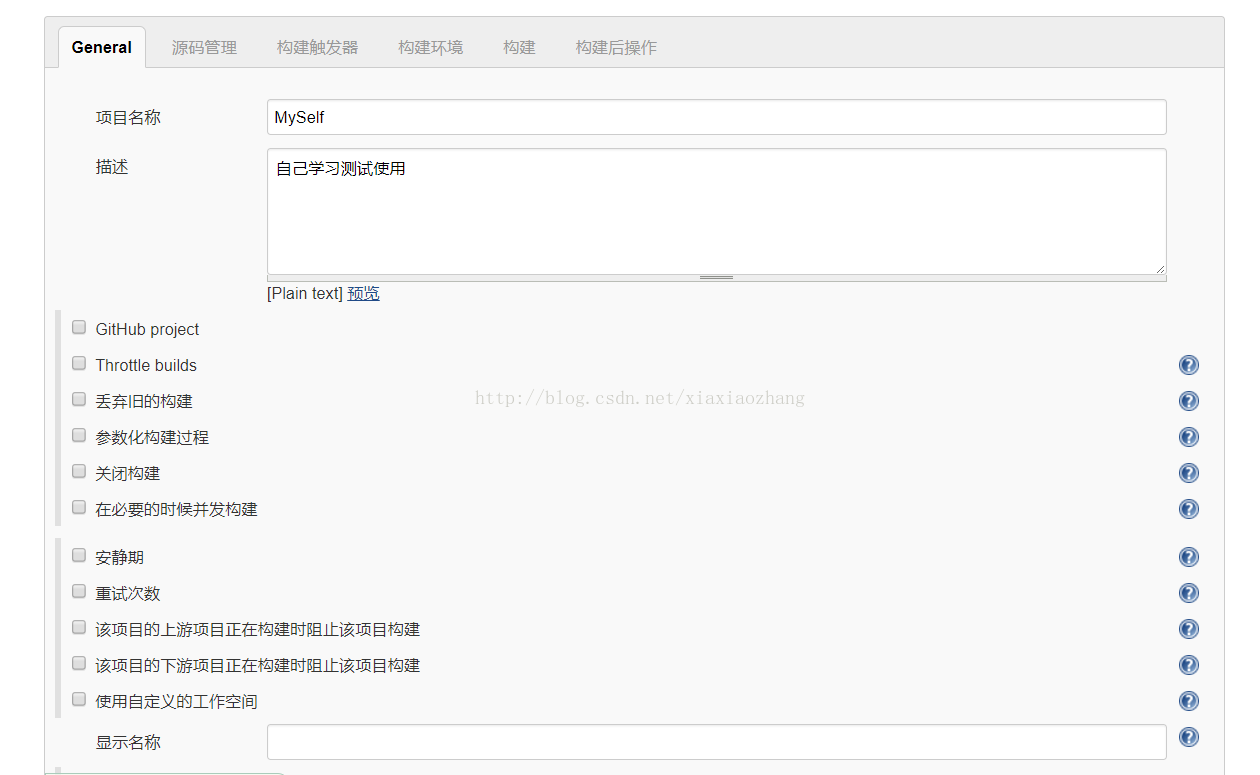 General 源码管理 构建触发器 构建环境 构建 构建后操作
项目名称 MySelf
描述 自己学习测试使用
[Plain text] 预览
GitHub project
Throttle builds
丢弃旧的构建
http://blog.csdn.net/xiaxiaozhang
参数化构建过程
关闭构建
在必要的时候并发构建
安静期
重试次数
该项目的上游项目正在构建时阻止该项目构建
该项目的下游项目正在构建时阻止该项目构建
使用自定义的工作空间
显示名称